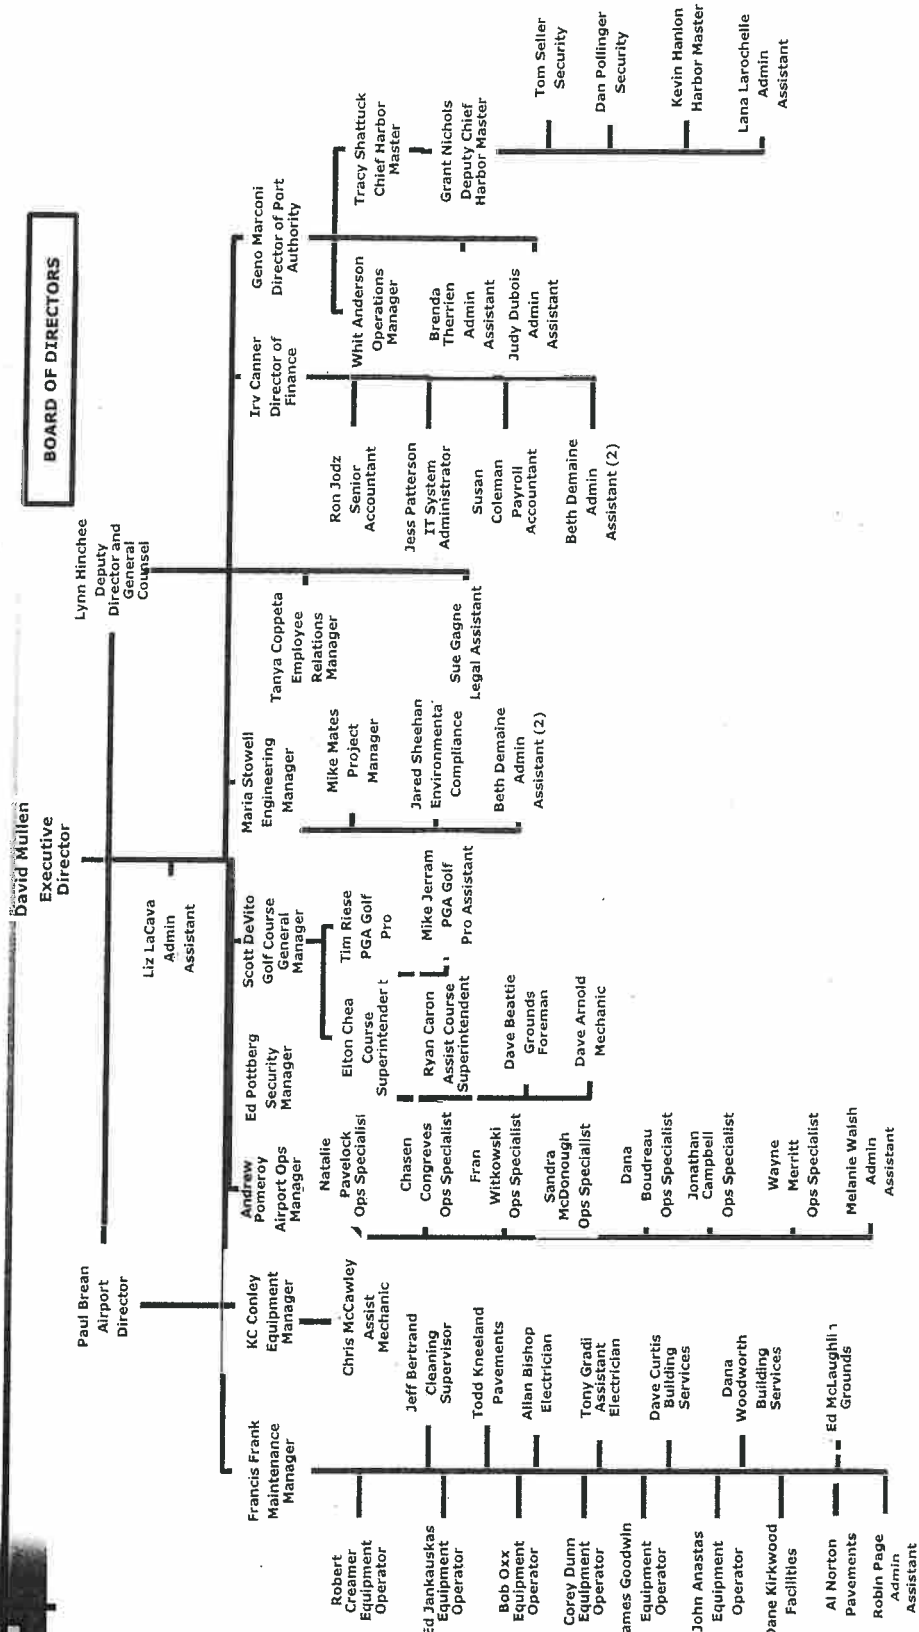 BOARD OF DIRECTORS
David Mullen
Executive
Director
Paul Brean
Airport
Director
Lynn Hinchee
Deputy
Director and
General
Counsel
Liz LaCava
Admin
Assistant
Francis Frank
Maintenance
Manager
KC Conley
Equipment
Manager
Andrew
Pomeroy
Airport Ops
Manager
Ed Pottberg
Security
Manager
Scott DeVito
Golf Course
General
Manager
Maria Stowell
Engineering
Manager
Irv Canner
Director of
Finance
Geno Marconi
Director of Port
Authority
Robert
Creamer
Equipment
Operator
Ed Jankauskas
Equipment
Operator
Bob Oxx
Equipment
Operator
Corey Dunn
Equipment
Operator
ames Goodwin
Equipment
Operator
John Anastas
Equipment
Operator
Dane Kirkwood
Facilities
Al Norton
Pavements
Robin Page
Admin
Assistant
Jeff Bertrand
Cleaning
Supervisor
Todd Kneeland
Pavements
Allan Bishop
Electrician
Tony Gradi
Assistant
Electrician
Dave Curtis
Building
Services
Dana
Woodworth
Building
Services
Ed McLaughlin
Grounds
Chris McCawley
Assist
Mechanic
Natalie
Pavelock
Ops Specialist
Chasen
Congreves
Ops Specialist
Fran
Witkowski
Ops Specialist
Sandra
McDonough
Ops Specialist
Dana
Boudreau
Ops Specialist
Jonathan
Campbell
Ops Specialist
Wayne
Merritt
Ops Specialist
Melanie Walsh
Admin
Assistant
Elton Chea
Course
Superintendent
Ryan Caron
Assist Course
Superintendent
Dave Beattie
Grounds
Foreman
Dave Arnold
Mechanic
Tim Riese
PGA Golf
Pro
Mike Jerram
PGA Golf
Pro Assistant
Mike Mates
Project
Manager
Jared Sheehan
Environmental
Compliance
Beth Demaine
Admin
Assistant (2)
Tanya Coppeta
Employee
Relations
Manager
Sue Gagne
Legal Assistant
Ron Jodz
Senior
Accountant
Jess Patterson
IT System
Administrator
Susan
Coleman
Payroll
Accountant
Beth Demaine
Admin
Assistant (2)
Whit Anderson
Operations
Manager
Brenda
Therrien
Admin
Assistant
Judy Dubois
Admin
Assistant
Tracy Shattuck
Chief Harbor
Master
Grant Nichols
Deputy Chief
Harbor Master
Tom Seller
Security
Dan Pollinger
Security
Kevin Hanlon
Harbor Master
Lana Larochelle
Admin
Assistant